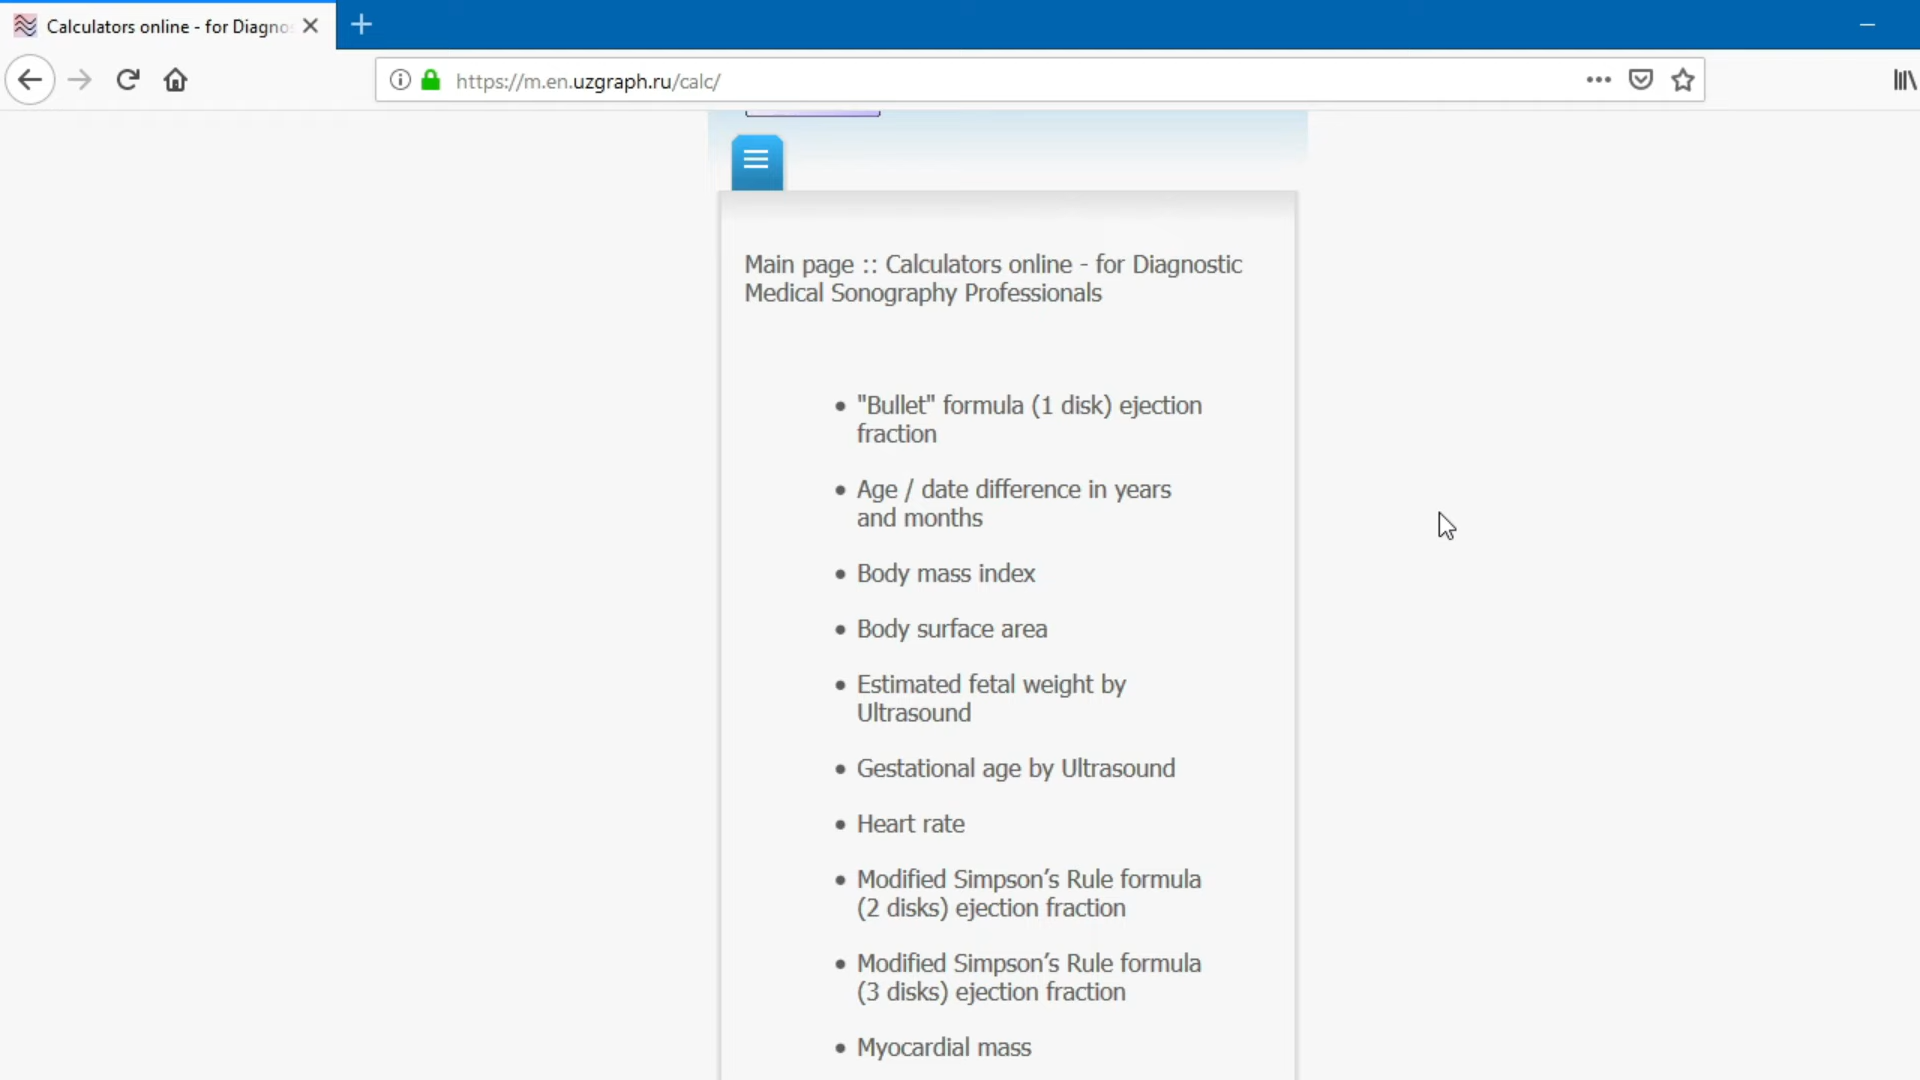 Calculators online - for Diagno
https://m.en.uzgraph.ru/calc/
Main page :: Calculators online - for Diagnostic
Medical Sonography Professionals
"Bullet" formula (1 disk) ejection
fraction
Age / date difference in years
and months
Body mass index
Body surface area
Estimated fetal weight by
Ultrasound
Gestational age by Ultrasound
Heart rate
Modified Simpson’s Rule formula
(2 disks) ejection fraction
Modified Simpson’s Rule formula
(3 disks) ejection fraction
Myocardial mass